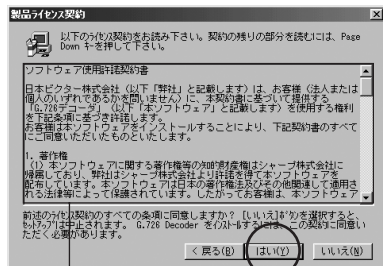 製品ライセンス契約
以下のライセンス契約をお読み下さい。契約の残りの部分を読むには、Page
Down キーを押して下さい。
ソフトウェア使用許諾契約書
日本ビクター株式会社（以下「弊社」と記載します）は、お客様（法人または
個人のいずれであるかを問いません）に、本契約書に基づいて提供する
「G.726デコーダ」（以下「本ソフトウェア」と記載します）を使用する権利
を下記条項に基づき許諾します。
お客様は本ソフトウェアをインストールすることにより、下記契約書のすべて
にご同意いただいたものといたします。
1. 著作権
(1) 本ソフトウェアに関する著作権等の知的財産権はシャープ株式会社に
帰属しており、弊社はシャープ株式会社より許諾を得て本ソフトウェアを
配布しています。本ソフトウェアは日本の著作権法及びその他関連して適用さ
れる法律等によって保護されています。したがって、お客様は本ソフトウェア
前述のライセンス契約のすべての条項に同意しますか? [いいえ]ボタンを選択すると、
セットアップは中止されます。 G.726 Decoder をインストールするには、この契約に同意い
ただく必要があります。
< 戻る(B)
はい(Y)
いいえ(N)